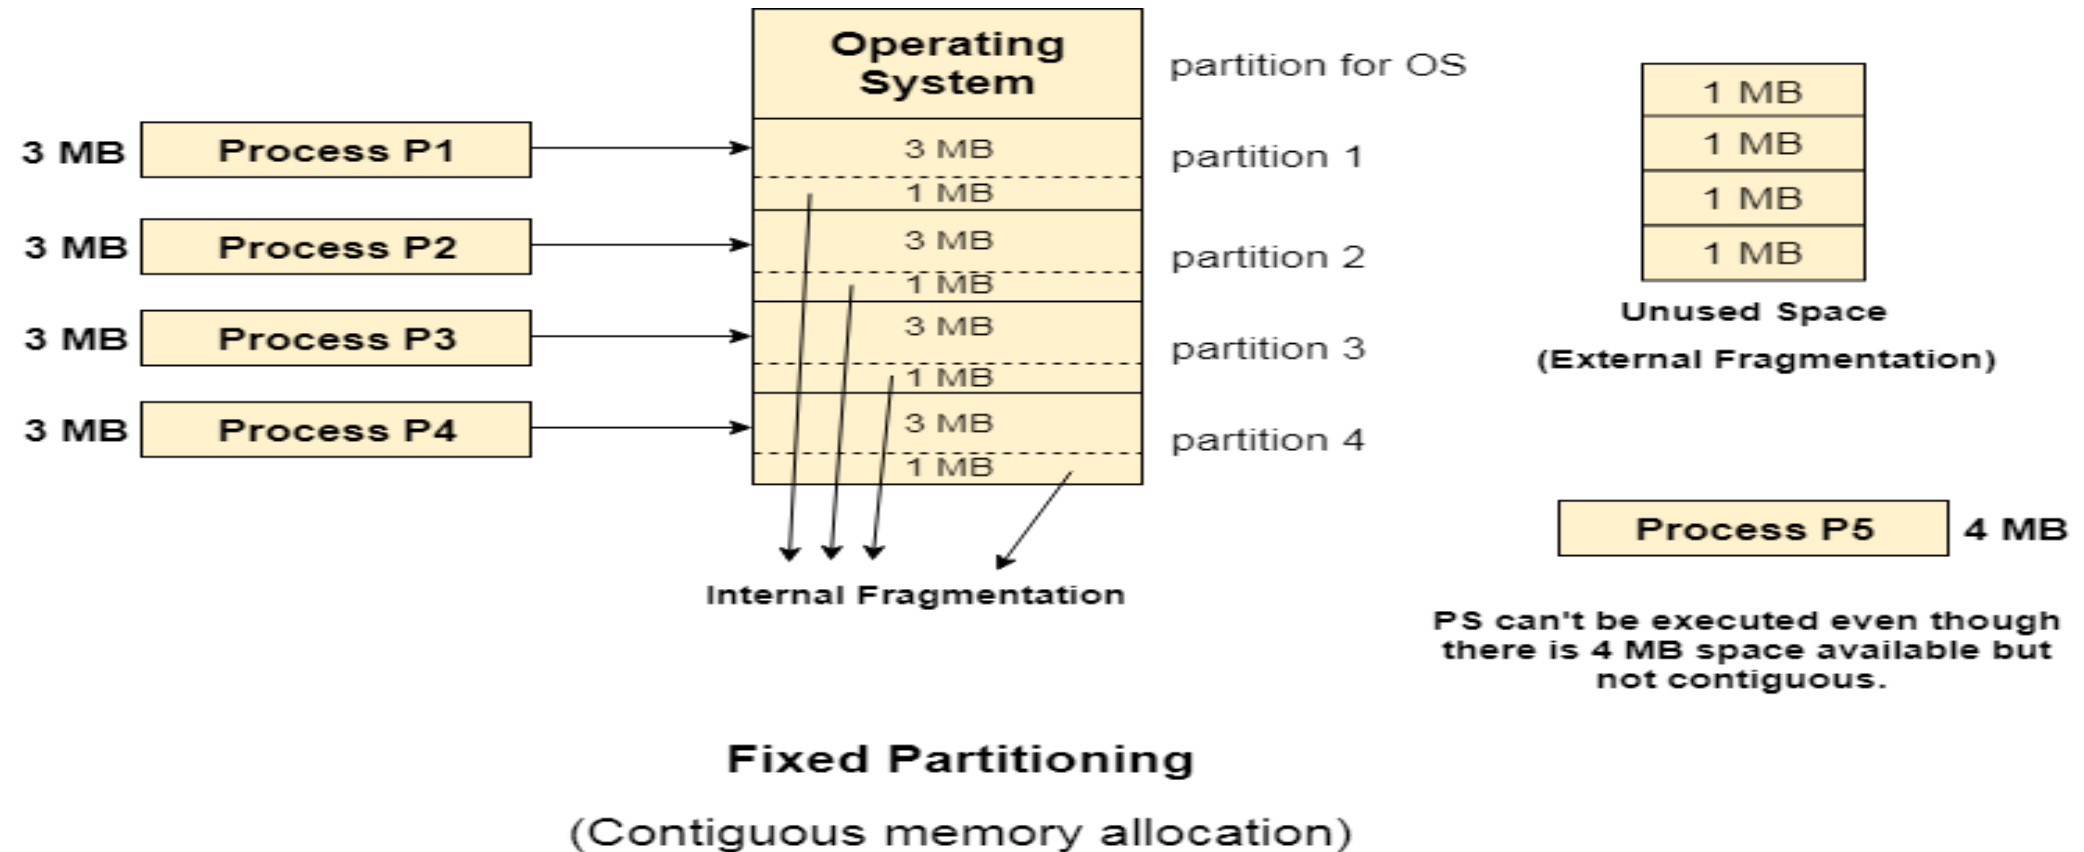 Operating
System
partition for OS
3 MB
Process P1
3 MB
1 MB
partition 1
3 MB
Process P2
3 MB
1 MB
partition 2
3 MB
Process P3
3 MB
1 MB
partition 3
3 MB
Process P4
3 MB
1 MB
partition 4
Internal Fragmentation
1 MB
1 MB
1 MB
1 MB
Unused Space
(External Fragmentation)
Process P5
4 MB
PS can't be executed even though
there is 4 MB space available but
not contiguous.
Fixed Partitioning
(Contiguous memory allocation)